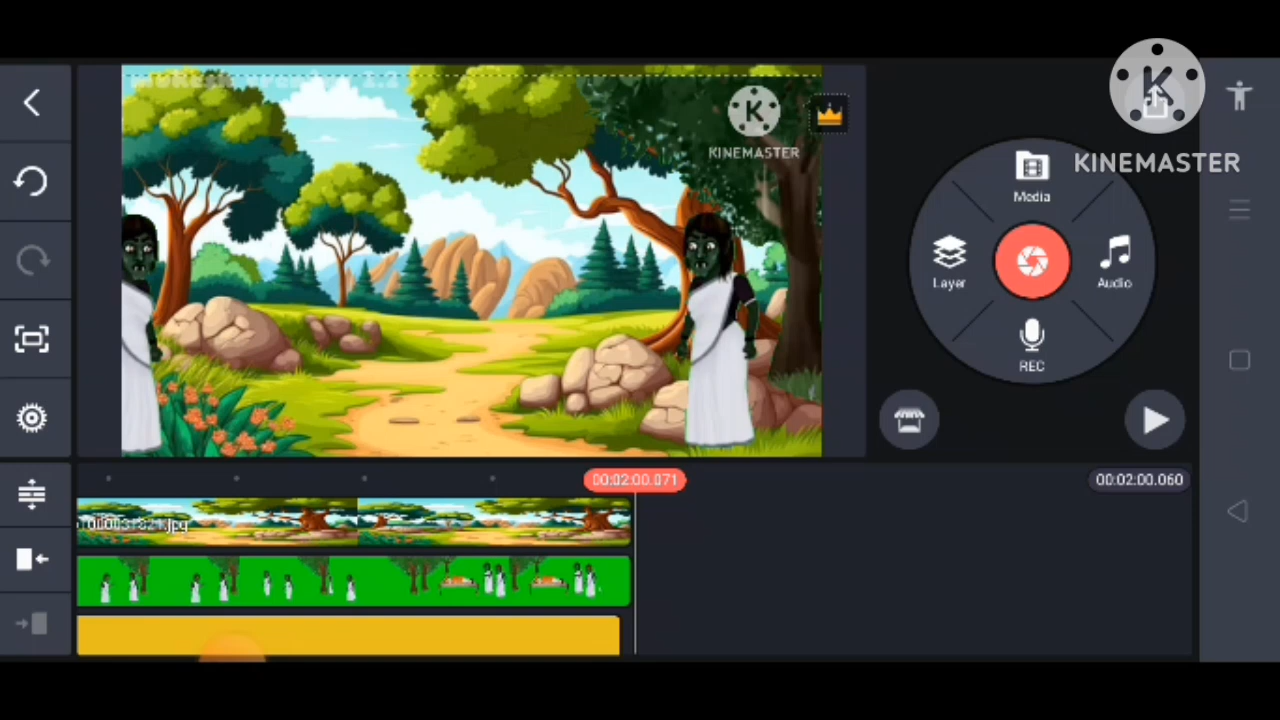 KINEMASTER
KINEMASTER
Media
Layer
Audio
REC
00:02:00.071
00:02:00.060